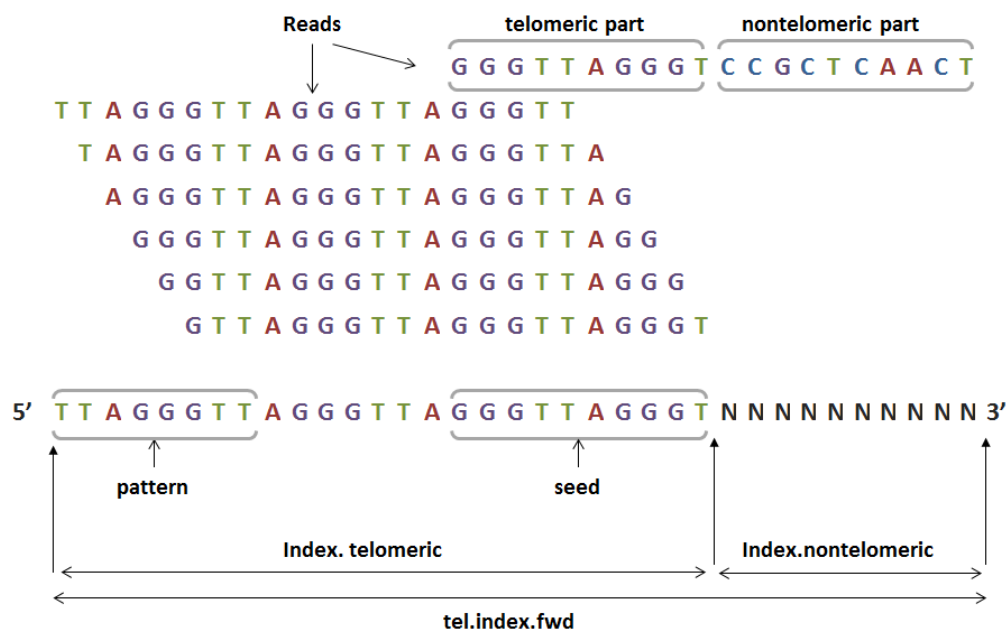 Reads telomeric part nontelomeric part
G G G T T A G G G T C C G C T C A A C T
T T A G G G T T A G G G T T A G G G T T
T A G G G T T A G G G T T A G G G T T A
A G G G T T A G G G T T A G G G T T A G
G G G T T A G G G T T A G G G T T A G G
G G T T A G G G T T A G G G T T A G G G
G T T A G G G T T A G G G T T A G G G T
5’ T T A G G G T T A G G G T T A G G G T T A G G G T N N N N N N N N N N 3’
pattern seed
Index. telomeric Index.nontelomeric
tel.index.fwd